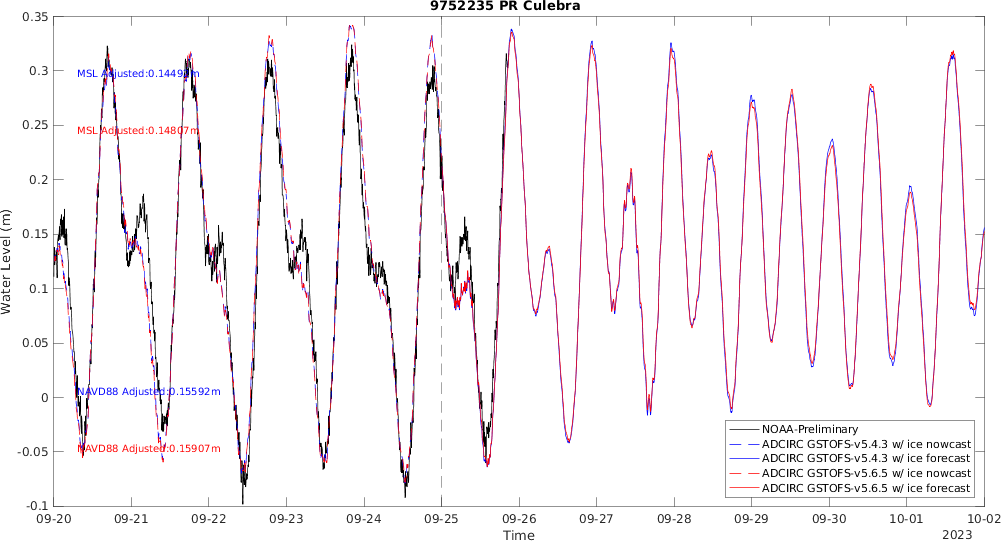 9752235 PR Culebra
0.35
0.3
0.25
0.2
0.15
0.1
0.05
0
-0.05
-0.1
Water Level (m)
MSL Adjusted:0.14492m
MSL Adjusted:0.14807m
NAVD88 Adjusted:0.15592m
NAVD88 Adjusted:0.15907m
NOAA-Preliminary
ADCIRC GSTOFS-v5.4.3 w/ ice nowcast
ADCIRC GSTOFS-v5.4.3 w/ ice forecast
ADCIRC GSTOFS-v5.6.5 w/ ice nowcast
ADCIRC GSTOFS-v5.6.5 w/ ice forecast
09-20 09-21 09-22 09-23 09-24 09-25 09-26 09-27 09-28 09-29 09-30 10-01 10-02
Time
2023